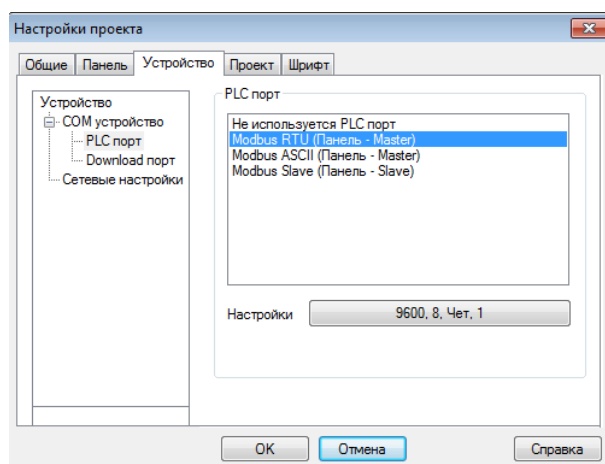 Настройки проекта
Общие Панель Устройство Проект Шрифт
Устройство
COM устройство
PLC порт
Download порт
Сетевые настройки
PLC порт
Не используется PLC порт
Modbus RTU (Панель - Master)
Modbus ASCII (Панель - Master)
Modbus Slave (Панель - Slave)
Настройки 9600, 8, Чет, 1
OK Отмена Справка